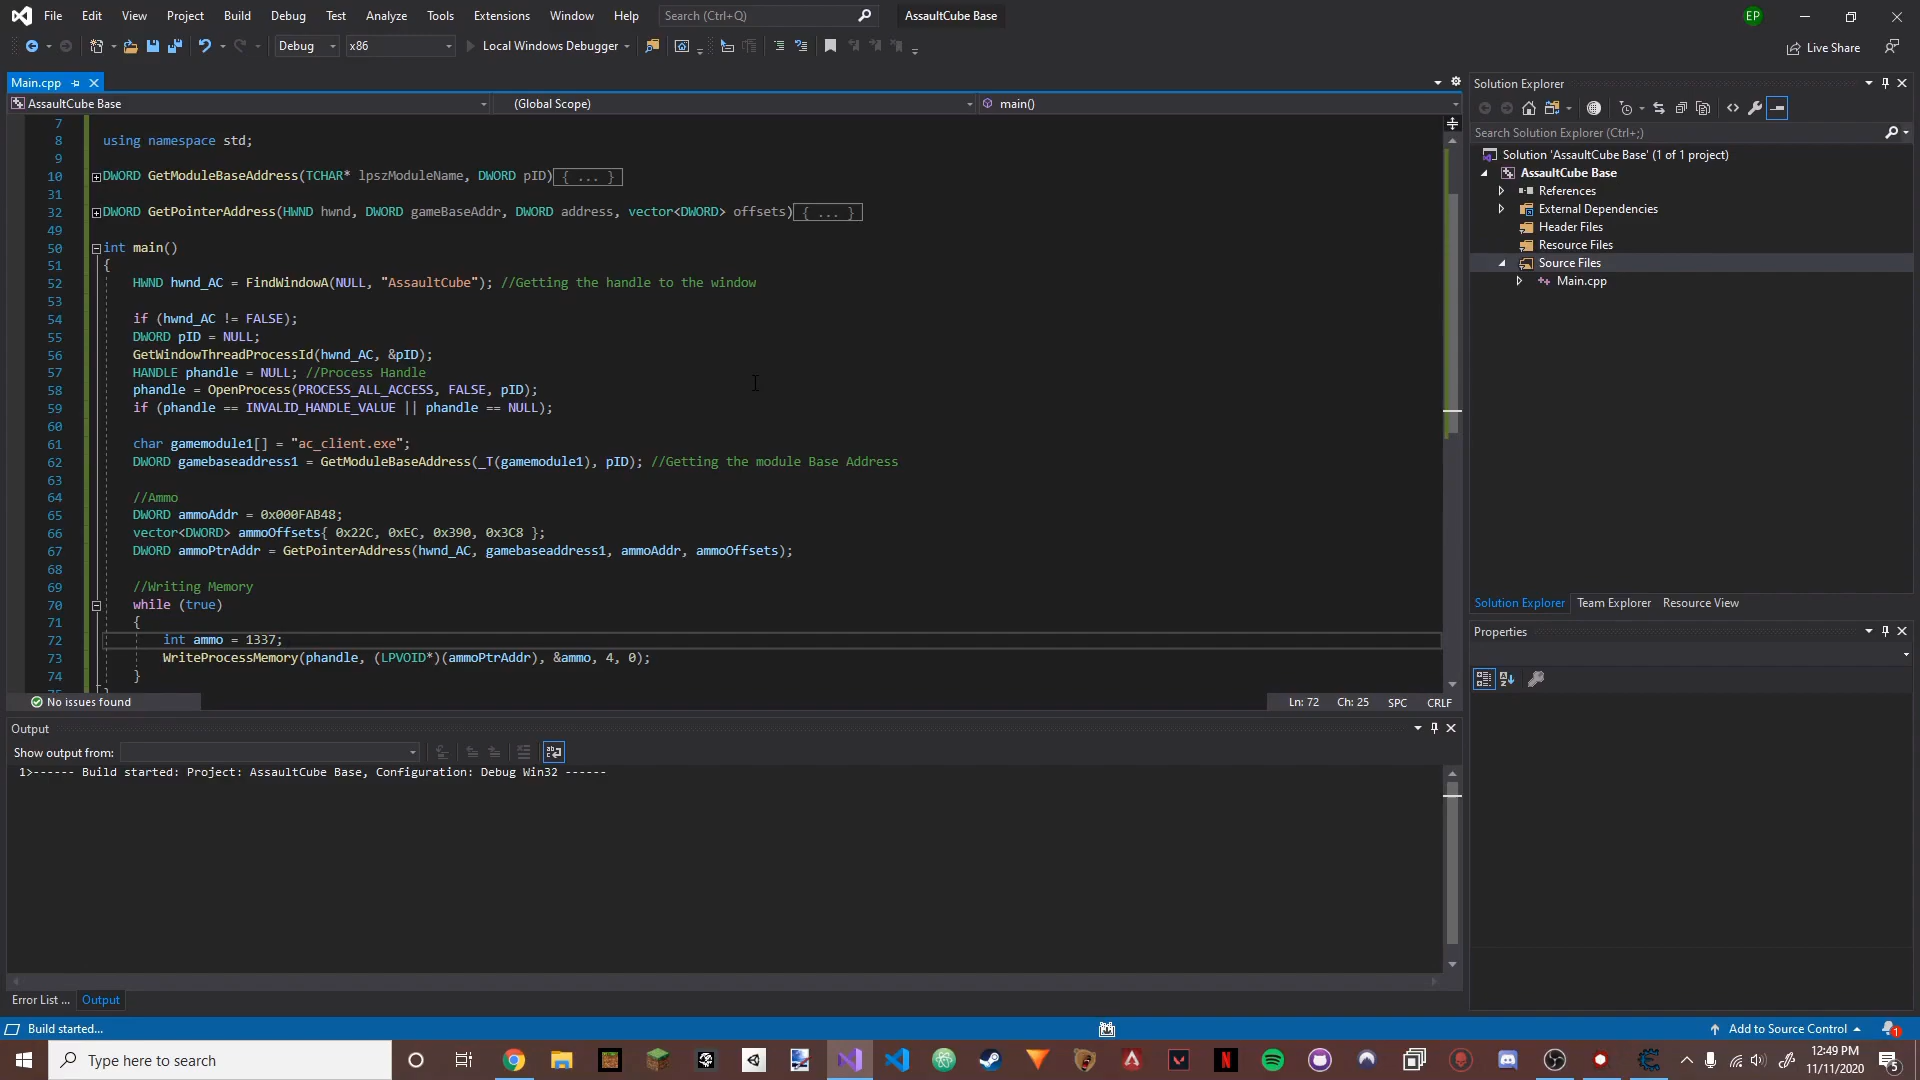 File Edit View Project Build Debug Test Analyze Tools Extensions Window Help Search (Ctrl+Q) AssaultCube Base EP
Debug x86 Local Windows Debugger Live Share
Main.cpp
AssaultCube Base (Global Scope) main()
7
8 using namespace std;
9
10 DWORD GetModuleBaseAddress(TCHAR* lpszModuleName, DWORD pID){ ... }
31
32 DWORD GetPointerAddress(HWND hwnd, DWORD gameBaseAddr, DWORD address, vector<DWORD> offsets){ ... }
49
50 int main()
51 {
52 HWND hwnd_AC = FindWindowA(NULL, "AssaultCube"); //Getting the handle to the window
53
54 if (hwnd_AC != FALSE);
55 DWORD pID = NULL;
56 GetWindowThreadProcessId(hwnd_AC, &pID);
57 HANDLE phandle = NULL; //Process Handle
58 phandle = OpenProcess(PROCESS_ALL_ACCESS, FALSE, pID);
59 if (phandle == INVALID_HANDLE_VALUE || phandle == NULL);
60
61 char gamemodule1[] = "ac_client.exe";
62 DWORD gamebaseaddress1 = GetModuleBaseAddress(_T(gamemodule1), pID); //Getting the module Base Address
63
64 //Ammo
65 DWORD ammoAddr = 0x000FAB48;
66 vector<DWORD> ammoOffsets{ 0x22C, 0xEC, 0x390, 0x3C8 };
67 DWORD ammoPtrAddr = GetPointerAddress(hwnd_AC, gamebaseaddress1, ammoAddr, ammoOffsets);
68
69 //Writing Memory
70 while (true)
71 {
72 int ammo = 1337;
73 WriteProcessMemory(phandle, (LPVOID*)(ammoPtrAddr), &ammo, 4, 0);
74 }
No issues found Ln: 72 Ch: 25 SPC CRLF
Output
Show output from:
1>------ Build started: Project: AssaultCube Base, Configuration: Debug Win32 ------
Error List ... Output
Build started...
Solution Explorer
Search Solution Explorer (Ctrl+;)
Solution 'AssaultCube Base' (1 of 1 project)
AssaultCube Base
References
External Dependencies
Header Files
Resource Files
Source Files
Main.cpp
Solution Explorer Team Explorer Resource View
Properties
Add to Source Control 1
Type here to search
12:49 PM
11/11/2020
5